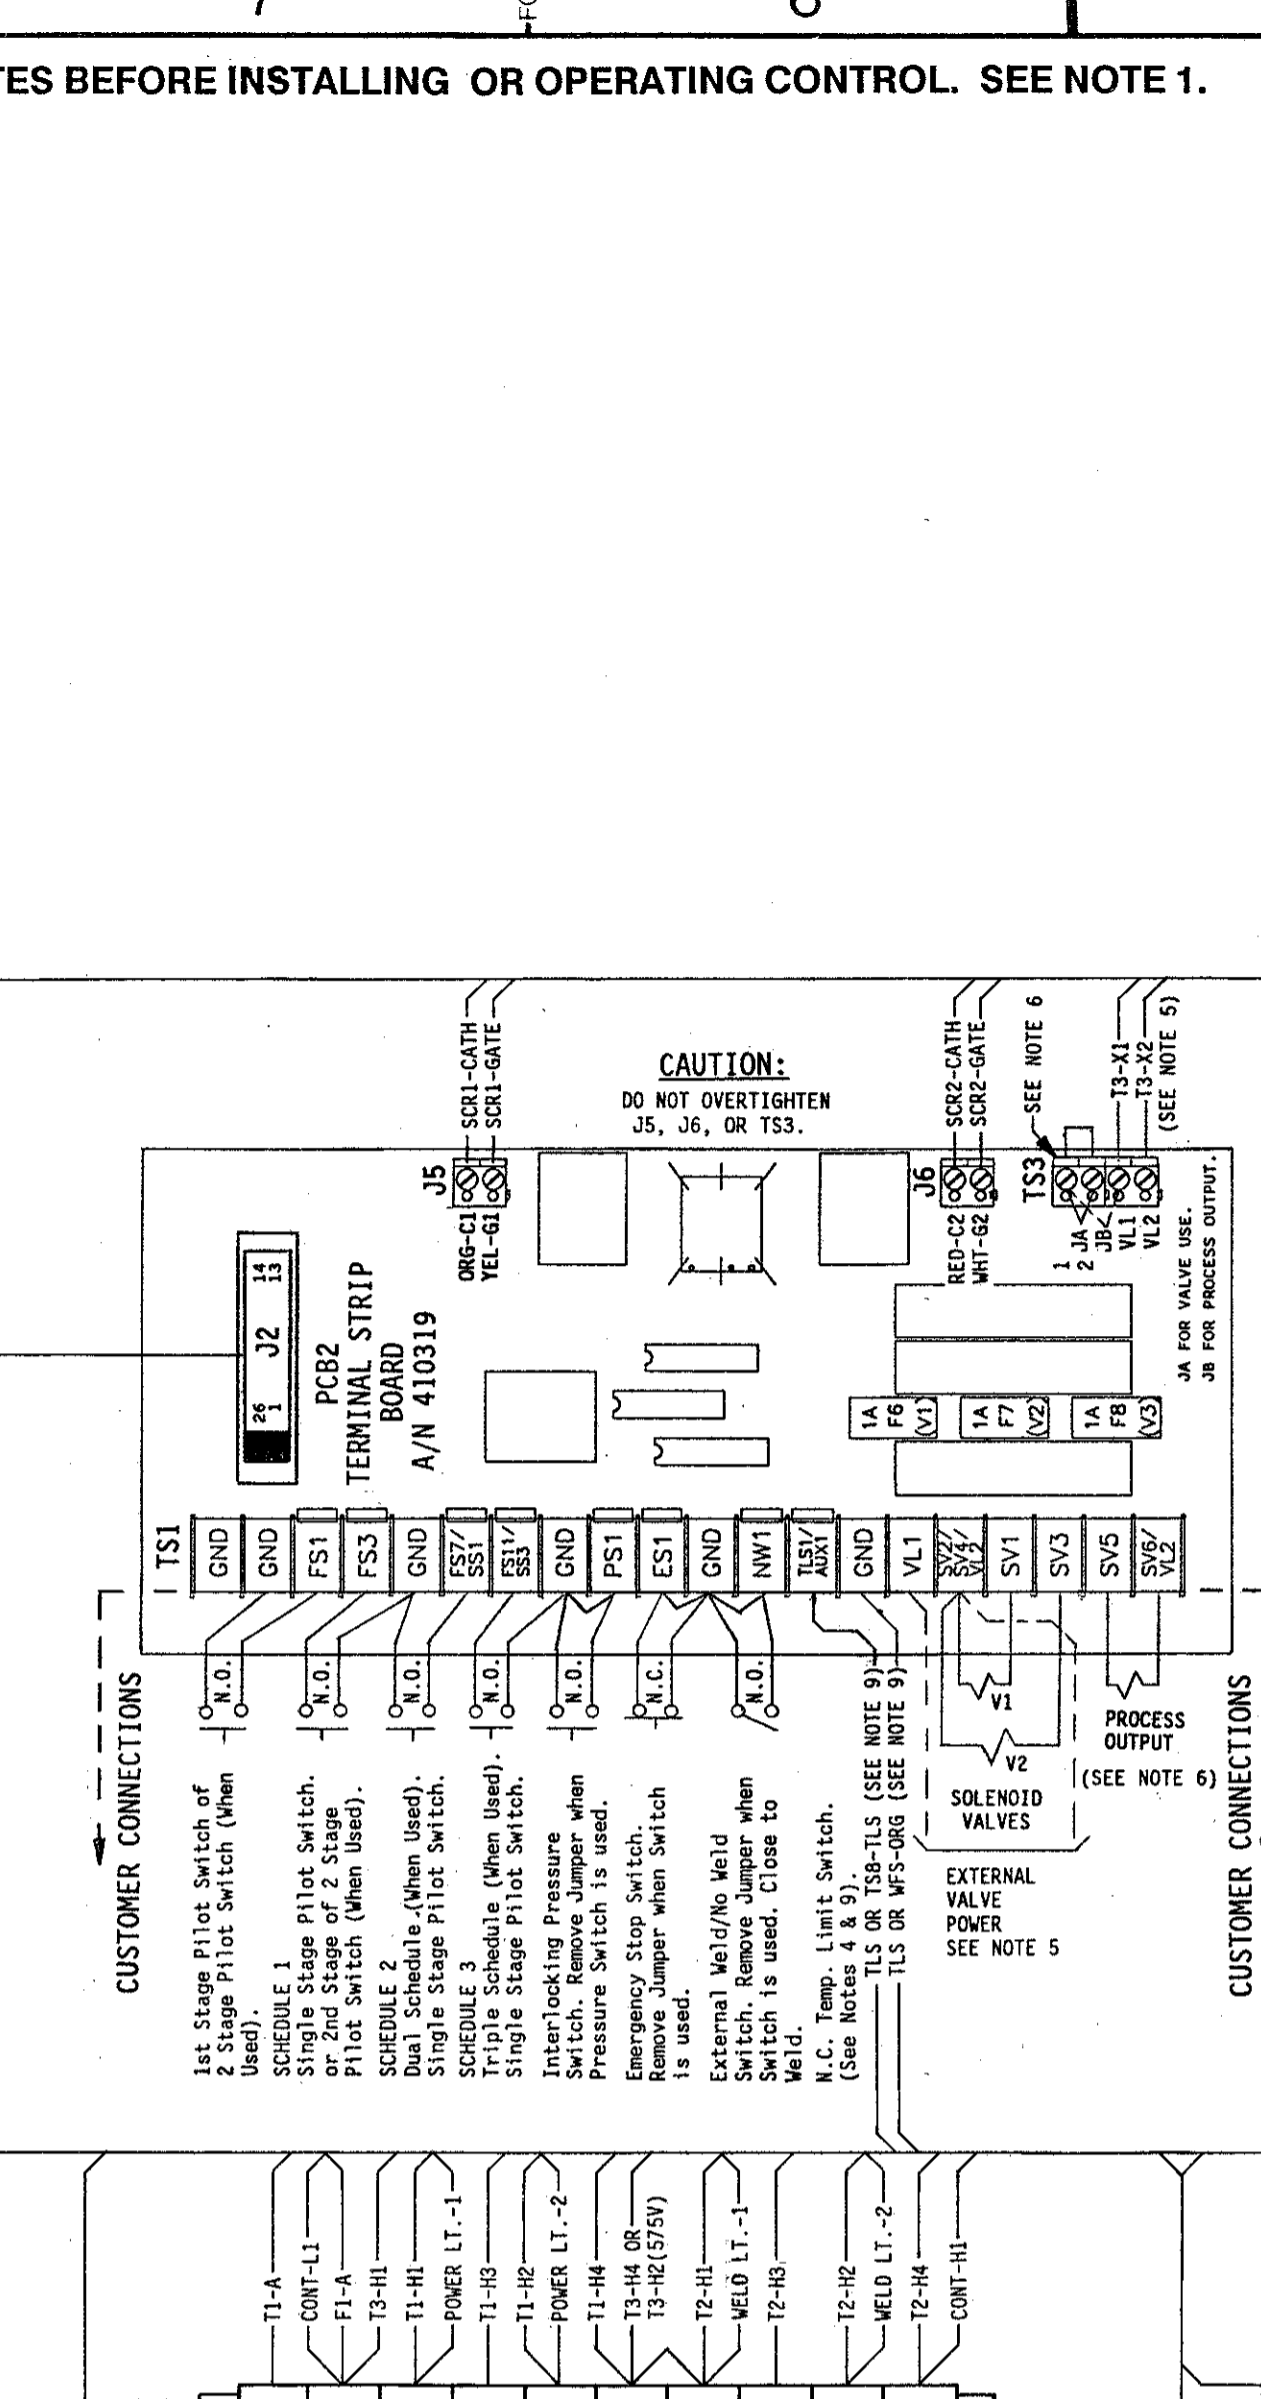 TES BEFORE INSTALLING OR OPERATING CONTROL. SEE NOTE 1.
SCR1-CATH
SCR1-GATE
CAUTION:
DO NOT OVERTIGHTEN
J5, J6, OR TS3.
SCR2-CATH
SCR2-GATE
SEE NOTE 6
T3-X1
T3-X2
(SEE NOTE 5)
J5
ORG-C1
YEL-G1
J6
RED-C2
WHT-G2
TS3
1
2
JA
JB
VL1
VL2
JA FOR VALVE USE.
JB FOR PROCESS OUTPUT.
14
13
J2
26
1
PCB2
TERMINAL STRIP
BOARD
A/N 410319
1A
F6
(V1)
1A
F7
(V2)
1A
F8
(V3)
TS1
GND
GND
FS1
FS3
GND
FS7/
SS1
FS11/
SS3
GND
PS1
ES1
GND
NW1
TLS1/
AUX1
GND
VL1
SV2/
SV4/
VL2
SV1
SV3
SV5
SV6/
VL2
CUSTOMER CONNECTIONS
N.O.
N.O.
N.O.
N.O.
N.O.
N.C.
N.O.
1st Stage Pilot Switch of
2 Stage Pilot Switch (When
Used).
SCHEDULE 1
Single Stage Pilot Switch.
or 2nd Stage of 2 Stage
Pilot Switch (When Used).
SCHEDULE 2
Dual Schedule (When Used).
Single Stage Pilot Switch.
SCHEDULE 3
Triple Schedule (When Used).
Single Stage Pilot Switch.
Interlocking Pressure
Switch. Remove Jumper when
Pressure Switch is used.
Emergency Stop Switch.
Remove Jumper when Switch
is used.
External Weld/No Weld
Switch. Remove Jumper when
Switch is used. Close to
Weld.
N.C. Temp. Limit Switch.
(See Notes 4 & 9).
TLS OR TS8-TLS (SEE NOTE 9)
TLS OR WFS-ORG (SEE NOTE 9)
V1
V2
SOLENOID
VALVES
PROCESS
OUTPUT
(SEE NOTE 6)
EXTERNAL
VALVE
POWER
SEE NOTE 5
CUSTOMER CONNECTIONS
T1-A
CONT-L1
F1-A
T3-H1
T1-H1
POWER LT.-1
T1-H3
T1-H2
POWER LT.-2
T1-H4
T3-H4 OR
T3-H2(575V)
T2-H1
WELD LT.-1
T2-H3
T2-H2
WELD LT.-2
T2-H4
CONT-H1